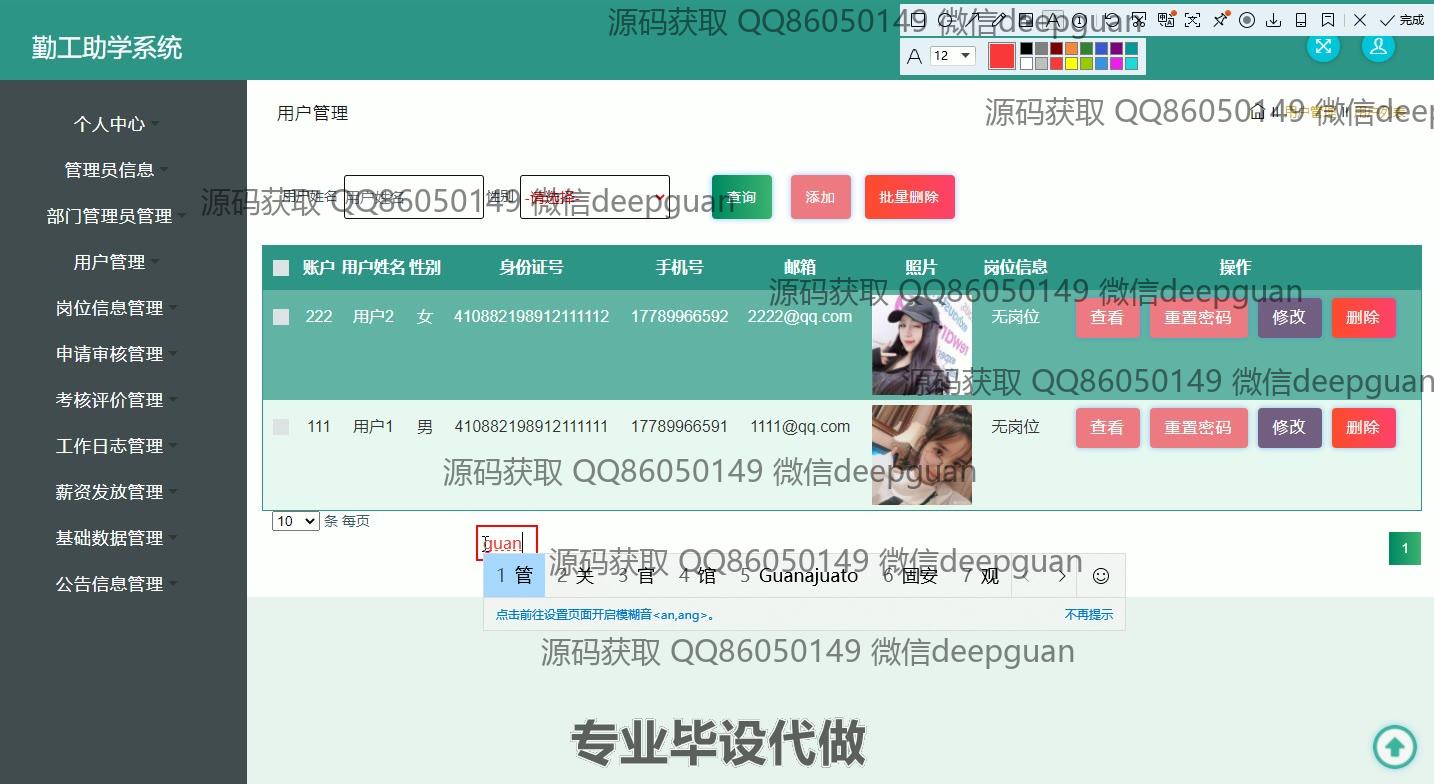 源码获取 QQ86050149 微信deepguan
完成
勤工助学系统
A 12
个人中心
管理员信息
部门管理员管理
用户管理
岗位信息管理
申请审核管理
考核评价管理
工作日志管理
薪资发放管理
基础数据管理
公告信息管理
用户管理
源码获取 QQ86050149 微信deep
用户管理 用户列表
用户姓名 用户姓名 性别 -请选择- 查询 添加 批量删除
源码获取 QQ86050149 微信deepguan
账户 用户姓名 性别 身份证号 手机号 邮箱 照片 岗位信息 操作
源码获取 QQ86050149 微信deepguan
222 用户2 女 410882198912111112 17789966592 2222@qq.com 无岗位 查看 重置密码 修改 删除
源码获取 QQ86050149 微信deepguan
111 用户1 男 410882198912111111 17789966591 1111@qq.com 无岗位 查看 重置密码 修改 删除
源码获取 QQ86050149 微信deepguan
10 条 每页
guan
1
源码获取 QQ86050149 微信deepguan
1 管 2 关 3 官 4 馆 5 Guanajuato 6 固安 7 观
点击前往设置页面开启模糊音<an,ang>。 不再提示
源码获取 QQ86050149 微信deepguan
专业毕设代做